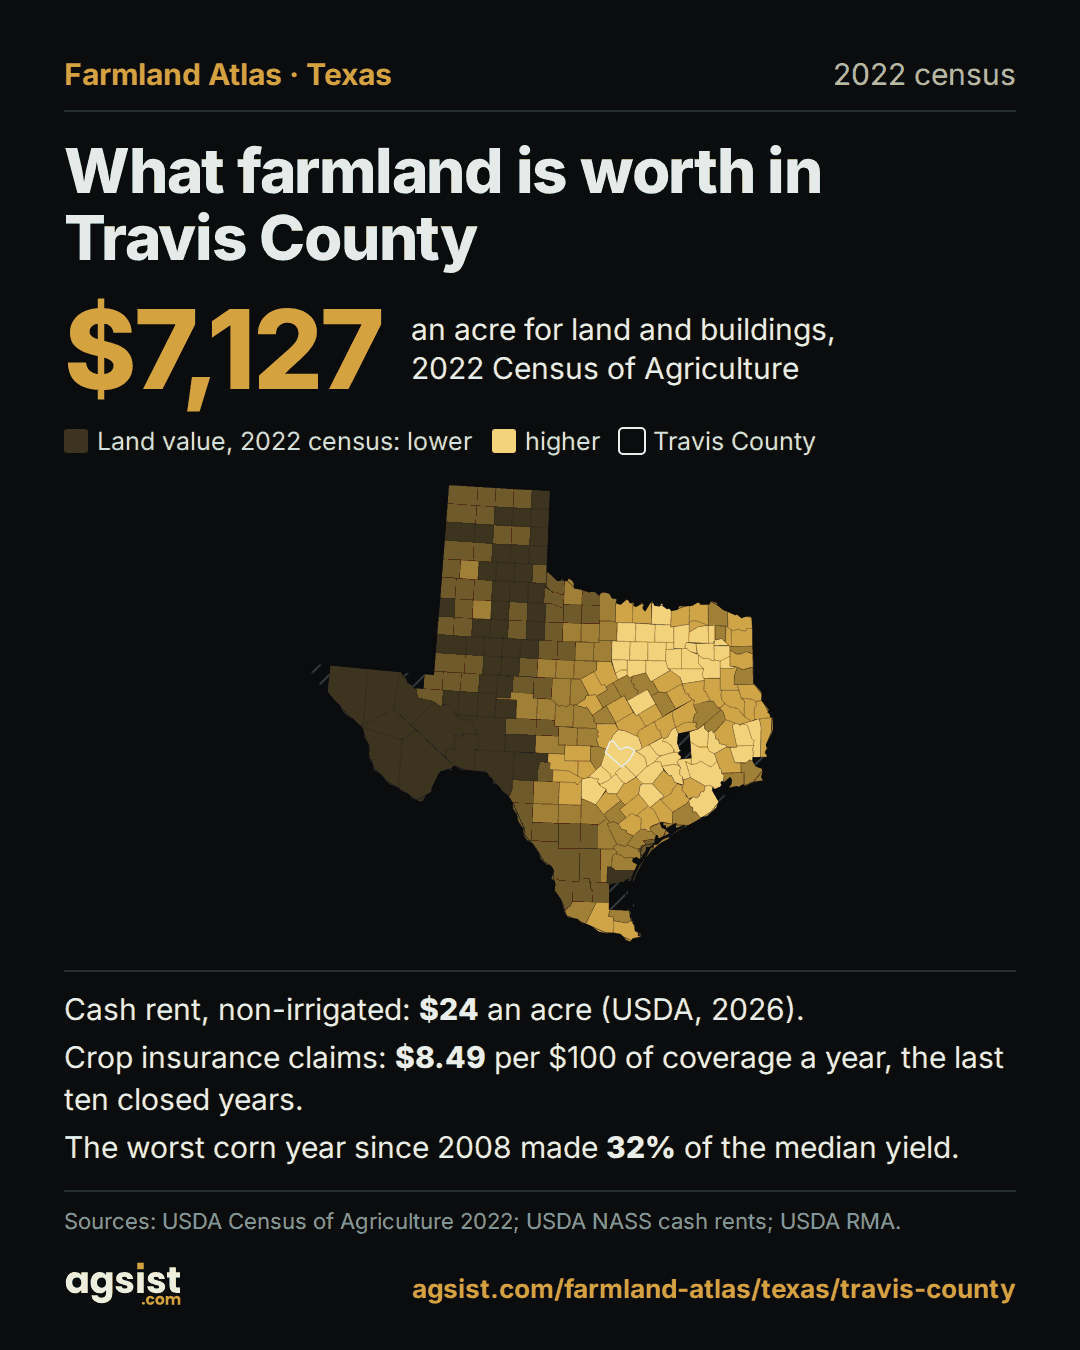 Farmland Atlas · Texas
2022 census
What farmland is worth in
Travis County
$7,127
an acre for land and buildings,
2022 Census of Agriculture
Land value, 2022 census: lower
higher
Travis County
Cash rent, non-irrigated: $24 an acre (USDA, 2026).
Crop insurance claims: $8.49 per $100 of coverage a year, the last
ten closed years.
The worst corn year since 2008 made 32% of the median yield.
Sources: USDA Census of Agriculture 2022; USDA NASS cash rents; USDA RMA.
agsist
.com
agsist.com/farmland-atlas/texas/travis-county